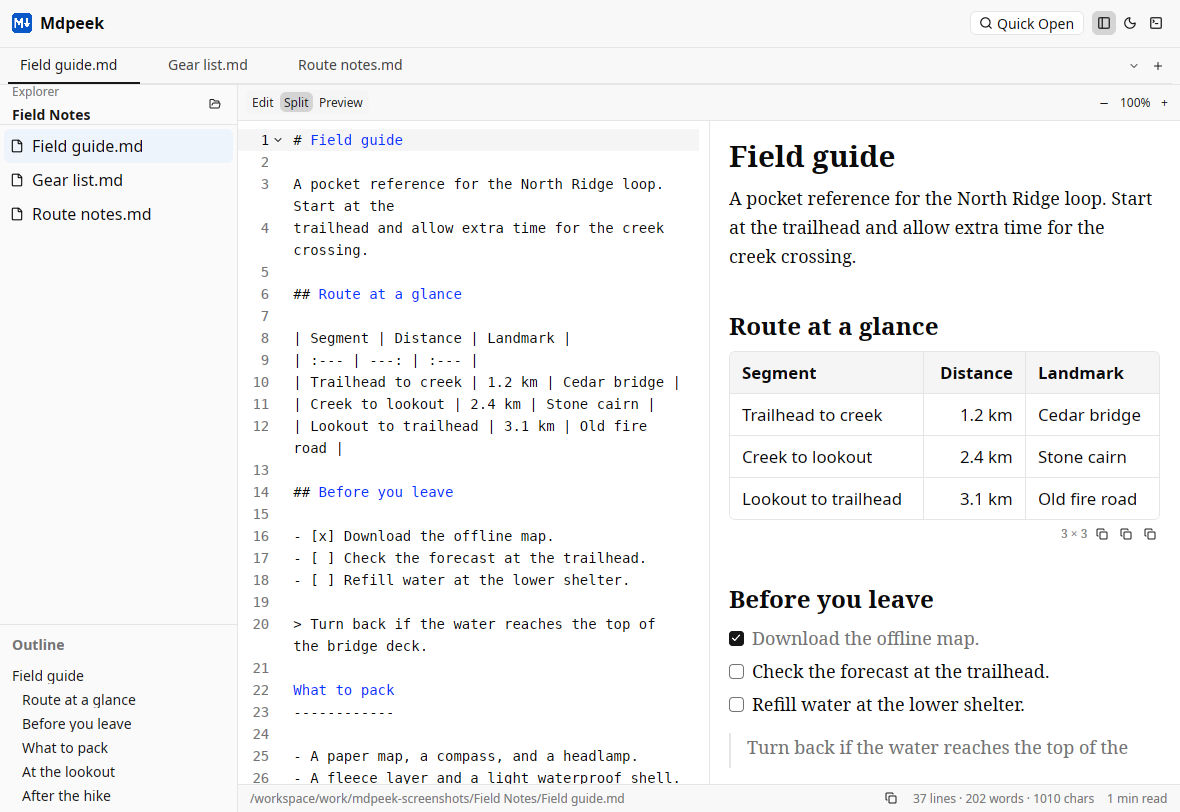 M↓ Mdpeek
Quick Open
Field guide.md
Gear list.md
Route notes.md
Explorer
Field Notes
Field guide.md
Gear list.md
Route notes.md
Outline
Field guide
Route at a glance
Before you leave
What to pack
At the lookout
After the hike
Edit Split Preview
– 100% +
1 # Field guide
2
3 A pocket reference for the North Ridge loop.
Start at the
4 trailhead and allow extra time for the creek
crossing.
5
6 ## Route at a glance
7
8 | Segment | Distance | Landmark |
9 | :--- | ---: | :--- |
10 | Trailhead to creek | 1.2 km | Cedar bridge |
11 | Creek to lookout | 2.4 km | Stone cairn |
12 | Lookout to trailhead | 3.1 km | Old fire
road |
13
14 ## Before you leave
15
16 - [x] Download the offline map.
17 - [ ] Check the forecast at the trailhead.
18 - [ ] Refill water at the lower shelter.
19
20 > Turn back if the water reaches the top of
the bridge deck.
21
22 What to pack
23 ------------
24
25 - A paper map, a compass, and a headlamp.
26 - A fleece layer and a light waterproof shell.
Field guide
A pocket reference for the North Ridge loop. Start
at the trailhead and allow extra time for the
creek crossing.
Route at a glance
Segment Distance Landmark
Trailhead to creek 1.2 km Cedar bridge
Creek to lookout 2.4 km Stone cairn
Lookout to trailhead 3.1 km Old fire road
3 × 3
Before you leave
Download the offline map.
Check the forecast at the trailhead.
Refill water at the lower shelter.
Turn back if the water reaches the top of the
/workspace/work/mdpeek-screenshots/Field Notes/Field guide.md
37 lines · 202 words · 1010 chars 1 min read